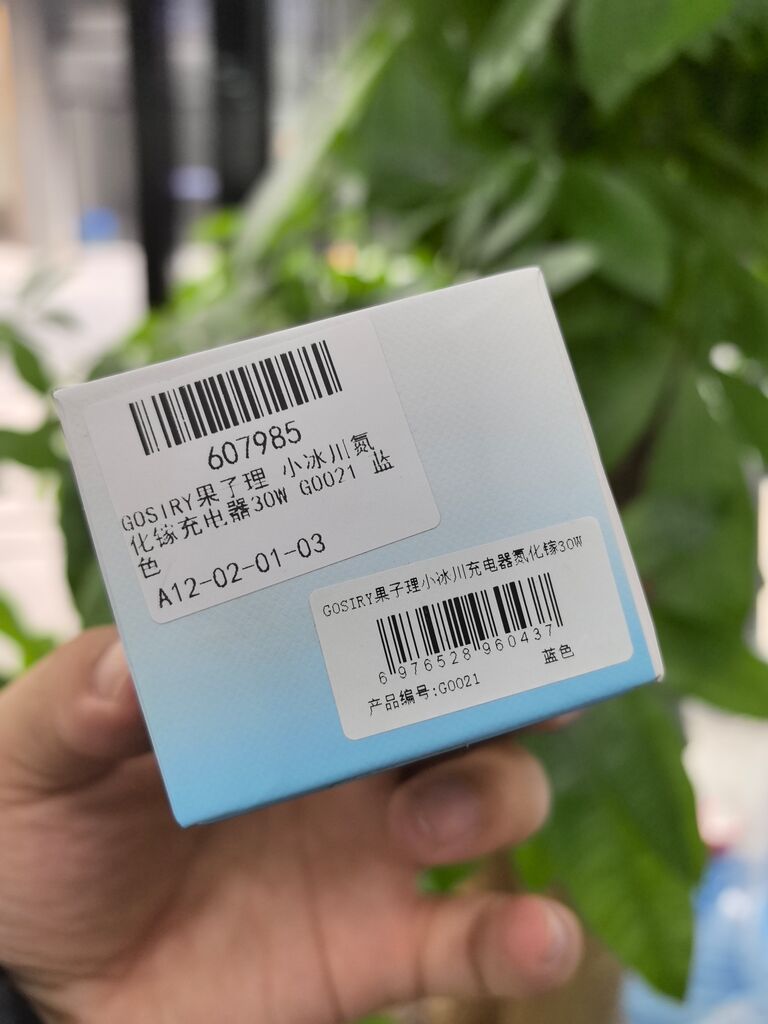 607985
GOSIRY果子理 小冰川氮
化镓充电器30W G0021 蓝
色
A12-02-01-03
GOSIRY果子理小冰川充电器氮化镓30W
6 976528 960437
蓝色
产品编号:G0021